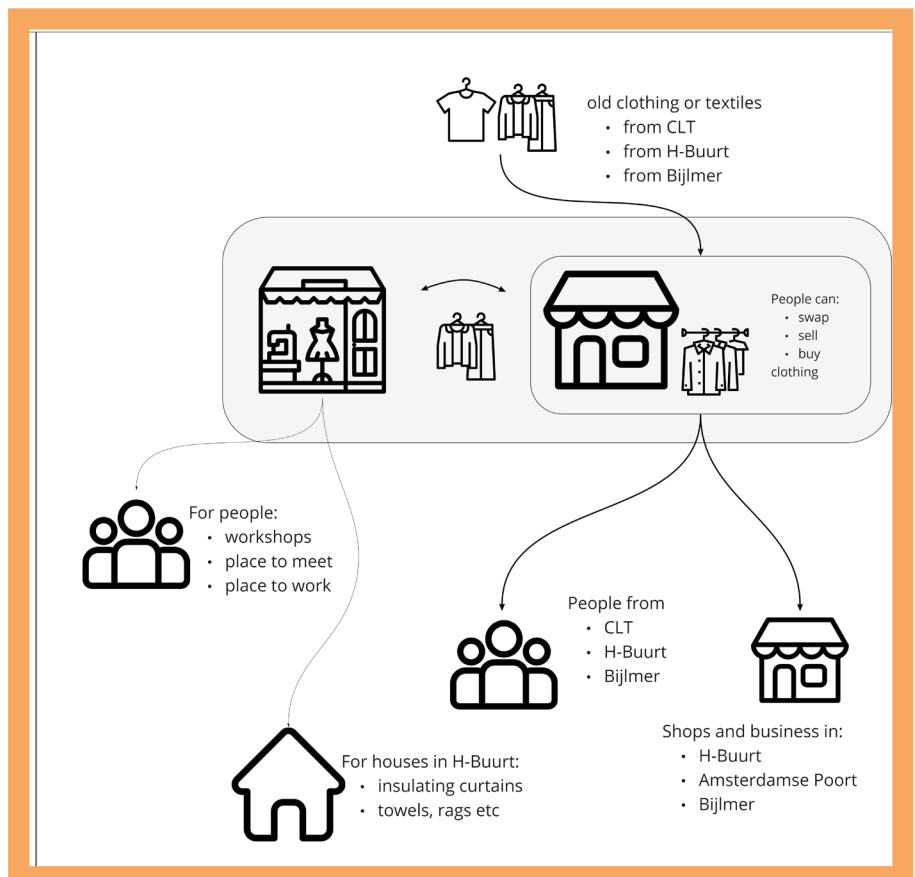 old clothing or textiles
• from CLT
• from H-Buurt
• from Bijlmer
People can:
• swap
• sell
• buy
clothing
For people:
• workshops
• place to meet
• place to work
People from
• CLT
• H-Buurt
• Bijlmer
Shops and business in:
• H-Buurt
• Amsterdamse Poort
• Bijlmer
For houses in H-Buurt:
• insulating curtains
• towels, rags etc